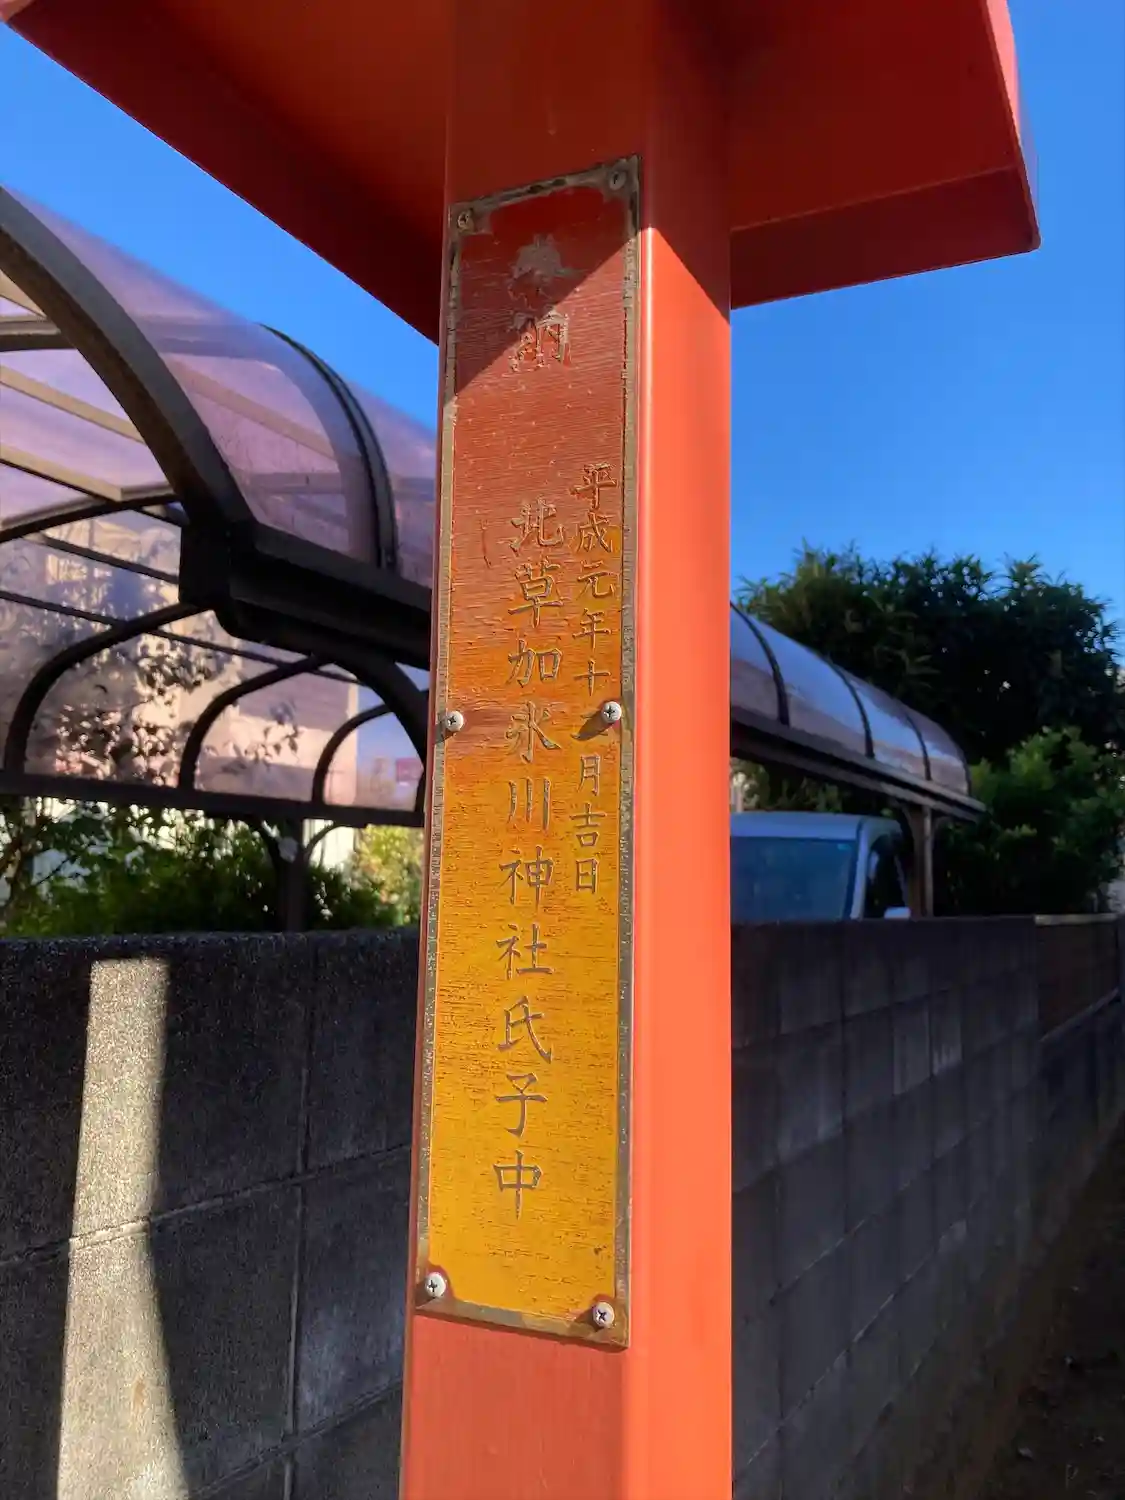 奉納
平成元年十二月吉日
北草加氷川神社氏子中